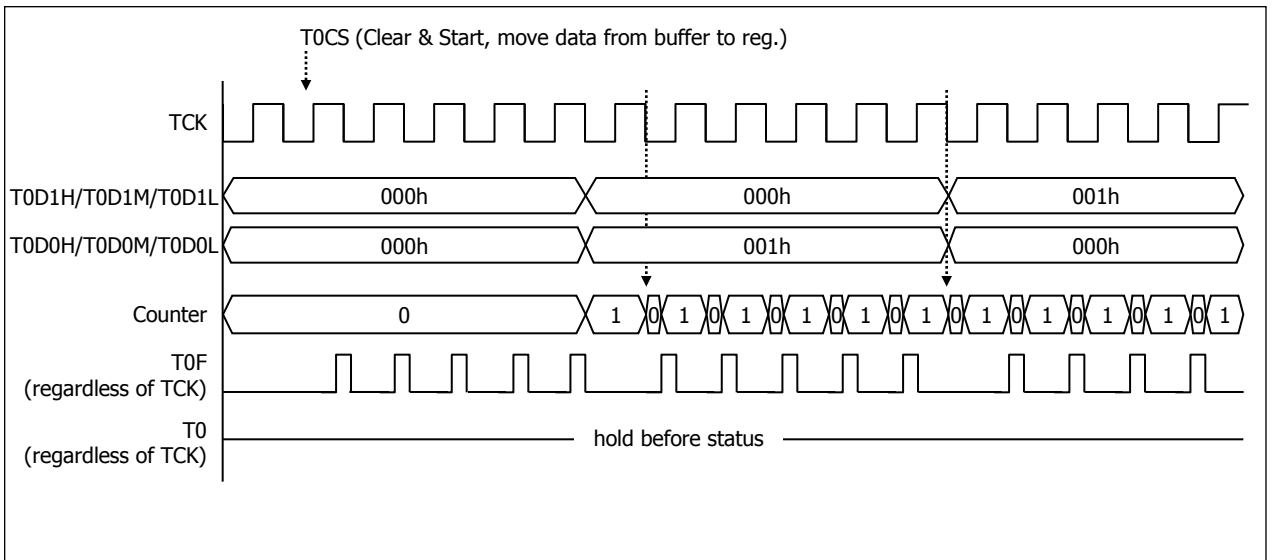 T0CS (Clear & Start, move data from buffer to reg.)
TCK
T0D1H/T0D1M/T0D1L 000h 000h 001h
T0D0H/T0D0M/T0D0L 000h 001h 000h
Counter 0 1 0 1 0 1 0 1 0 1 0 1 0 1 0 1 0 1 0 1 0 1
T0F
(regardless of TCK)
T0
(regardless of TCK)
hold before status